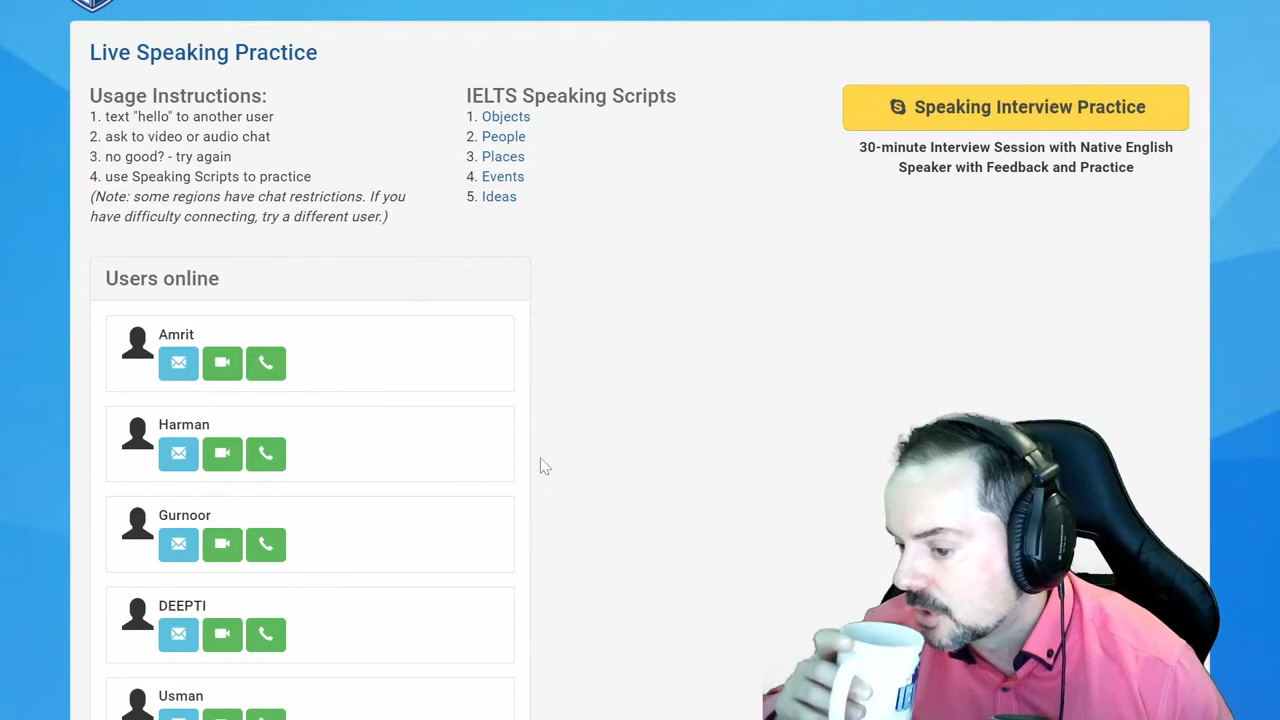 Live Speaking Practice
Usage Instructions:
1. text "hello" to another user
2. ask to video or audio chat
3. no good? - try again
4. use Speaking Scripts to practice
(Note: some regions have chat restrictions. If you
have difficulty connecting, try a different user.)
IELTS Speaking Scripts
1. Objects
2. People
3. Places
4. Events
5. Ideas
Speaking Interview Practice
30-minute Interview Session with Native English
Speaker with Feedback and Practice
Users online
Amrit
Harman
Gurnoor
DEEPTI
Usman